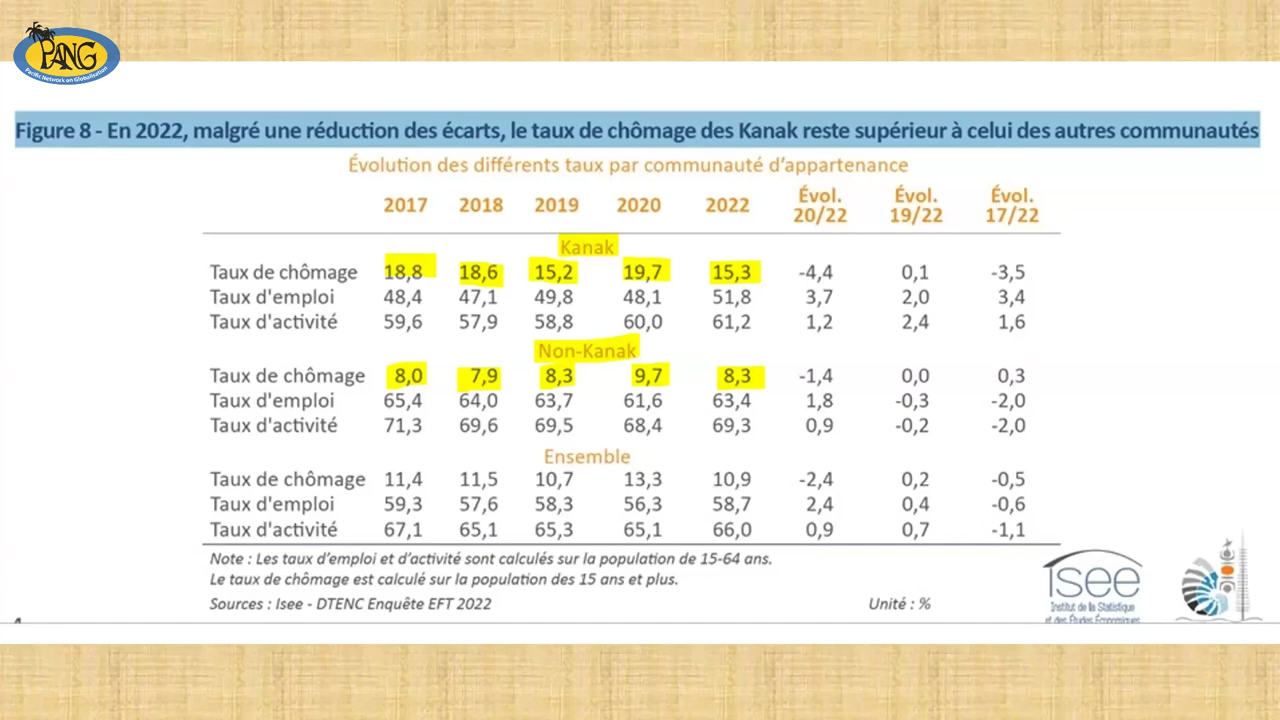 PANG
Pacific Network on Globalisation
Figure 8 - En 2022, malgré une réduction des écarts, le taux de chômage des Kanak reste supérieur à celui des autres communautés
Évolution des différents taux par communauté d'appartenance
2017 2018 2019 2020 2022 Évol. 20/22 Évol. 19/22 Évol. 17/22
Kanak
Taux de chômage 18,8 18,6 15,2 19,7 15,3 -4,4 0,1 -3,5
Taux d'emploi 48,4 47,1 49,8 48,1 51,8 3,7 2,0 3,4
Taux d'activité 59,6 57,9 58,8 60,0 61,2 1,2 2,4 1,6
Non-Kanak
Taux de chômage 8,0 7,9 8,3 9,7 8,3 -1,4 0,0 0,3
Taux d'emploi 65,4 64,0 63,7 61,6 63,4 1,8 -0,3 -2,0
Taux d'activité 71,3 69,6 69,5 68,4 69,3 0,9 -0,2 -2,0
Ensemble
Taux de chômage 11,4 11,5 10,7 13,3 10,9 -2,4 0,2 -0,5
Taux d'emploi 59,3 57,6 58,3 56,3 58,7 2,4 0,4 -0,6
Taux d'activité 67,1 65,1 65,3 65,1 66,0 0,9 0,7 -1,1
Note : Les taux d'emploi et d'activité sont calculés sur la population de 15-64 ans.
Le taux de chômage est calculé sur la population des 15 ans et plus.
Sources : Isee - DTENC Enquête EFT 2022 Unité : %
isee
Institut de la Statistique
et des Études Économiques